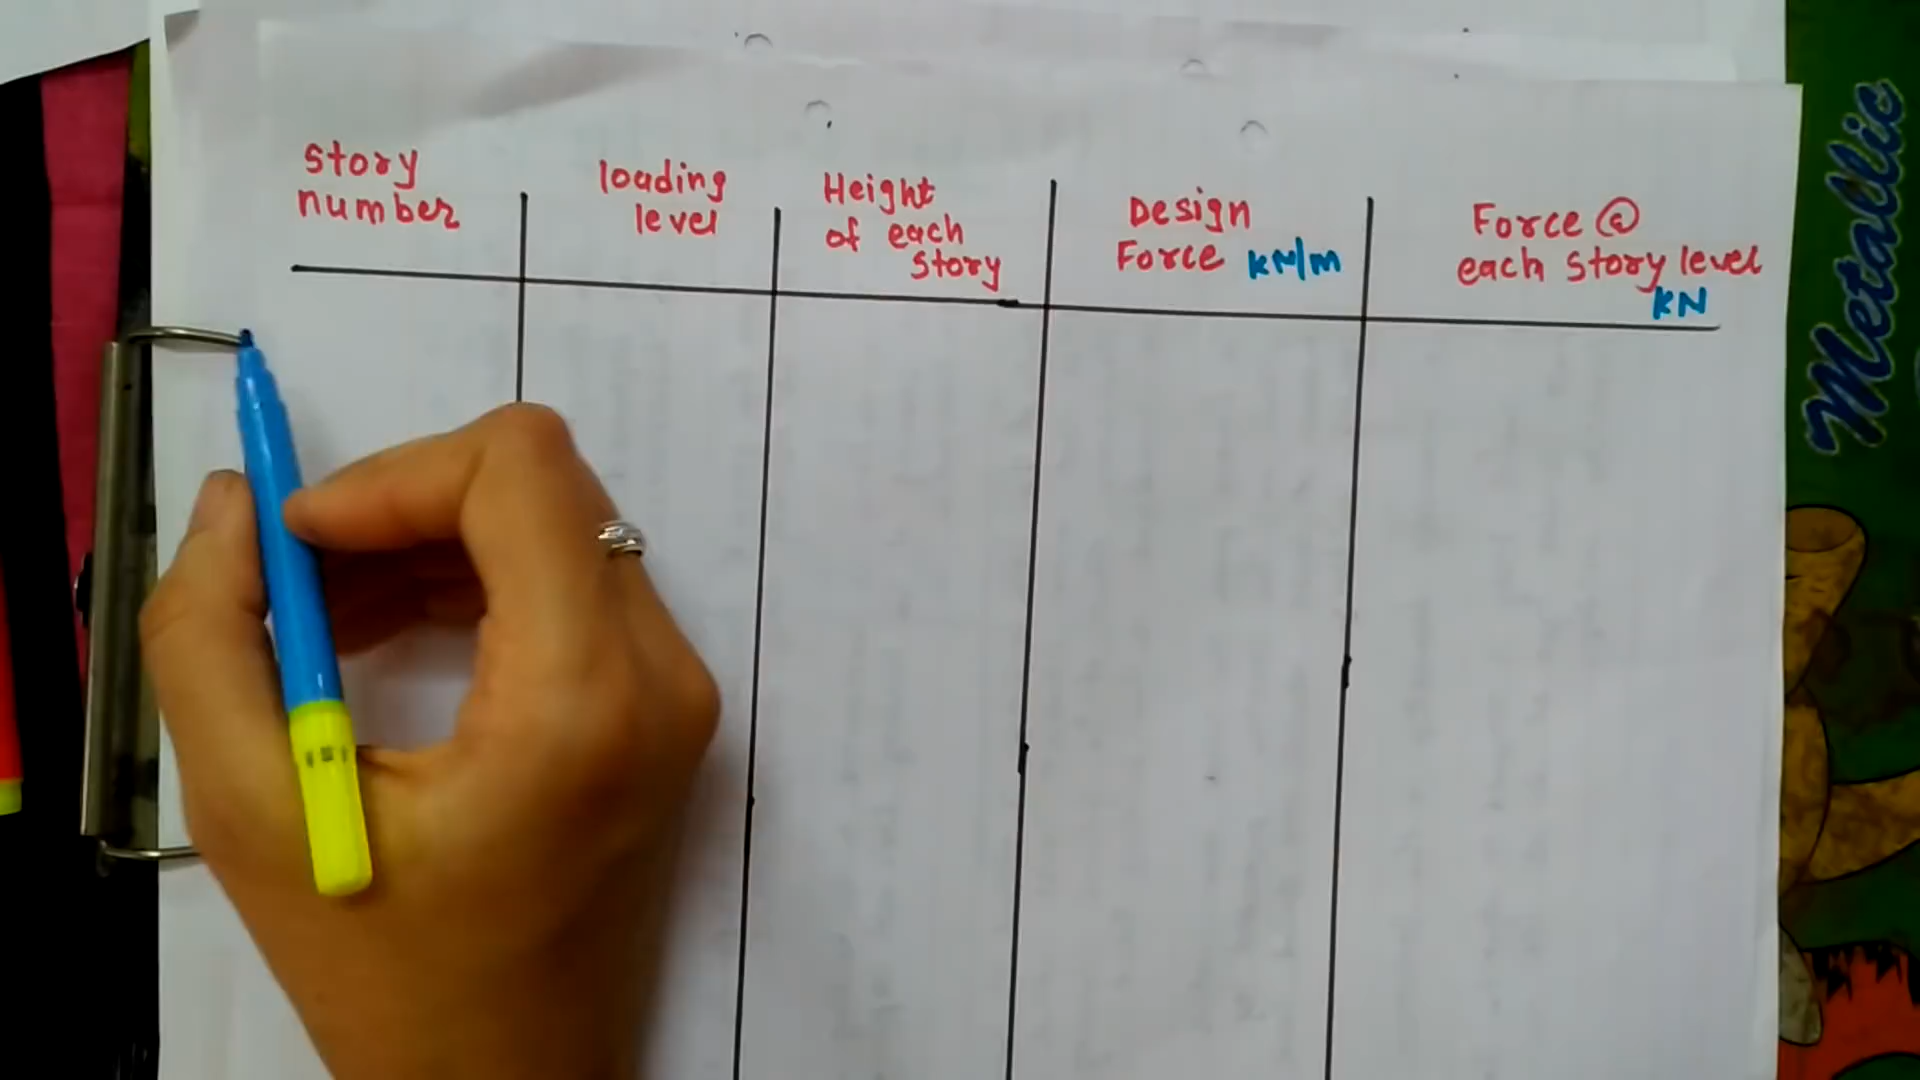 story
number
loading
level
Height
of each
story
Design
Force kN/m
Force @
each story level
kN
Metallic